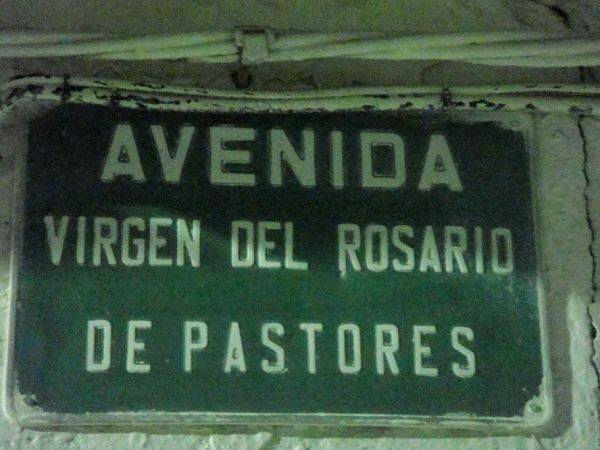 AVENIDA
VIRGEN DEL ROSARIO
DE PASTORES